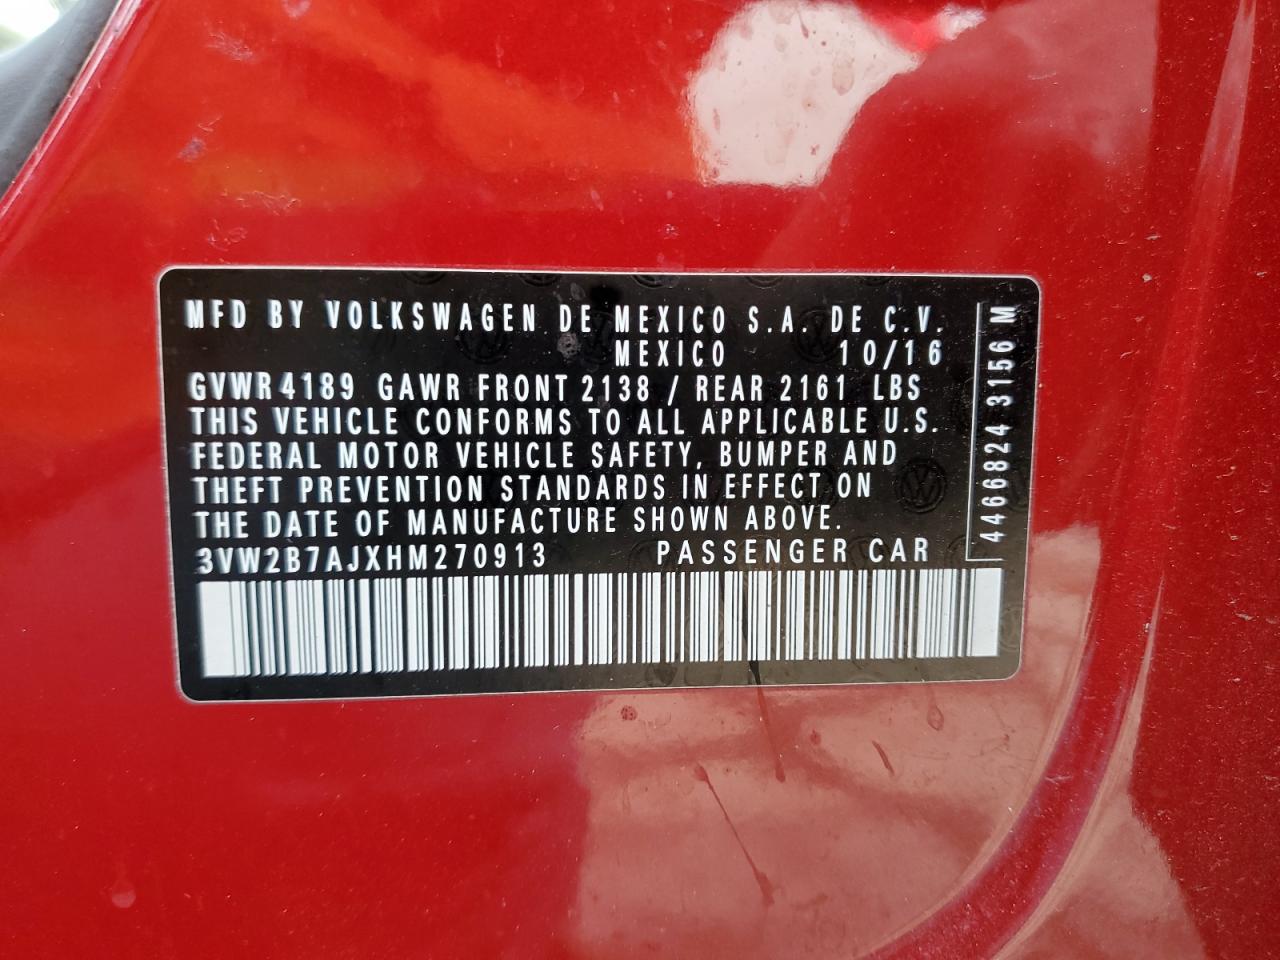 MFD BY VOLKSWAGEN DE MEXICO S.A. DE C.V.
MEXICO 10/16
GVWR 4189 GAWR FRONT 2138 / REAR 2161 LBS
THIS VEHICLE CONFORMS TO ALL APPLICABLE U.S.
FEDERAL MOTOR VEHICLE SAFETY, BUMPER AND
THEFT PREVENTION STANDARDS IN EFFECT ON
THE DATE OF MANUFACTURE SHOWN ABOVE.
3VW2B7AJXHM270913 PASSENGER CAR
4466824 3156 M